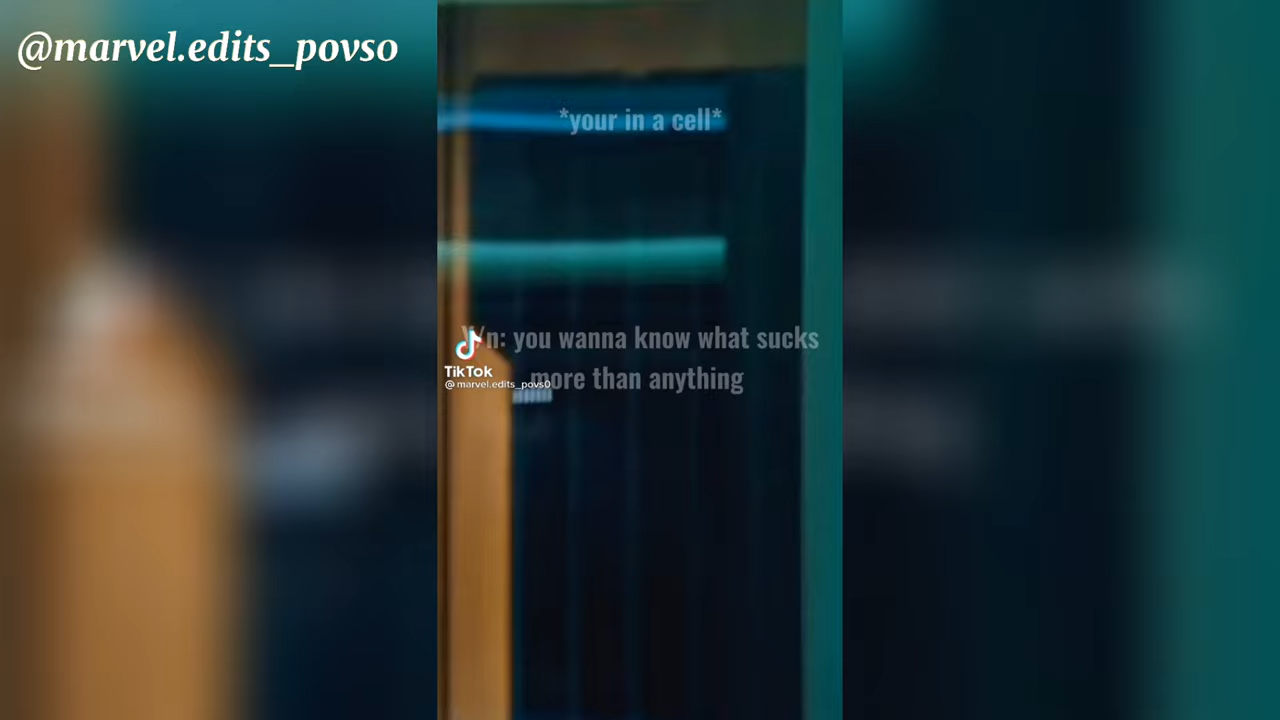 @marvel.edits_povso
*your in a cell*
Y/n: you wanna know what sucks
more than anything
TikTok
@marvel.edits_povs0